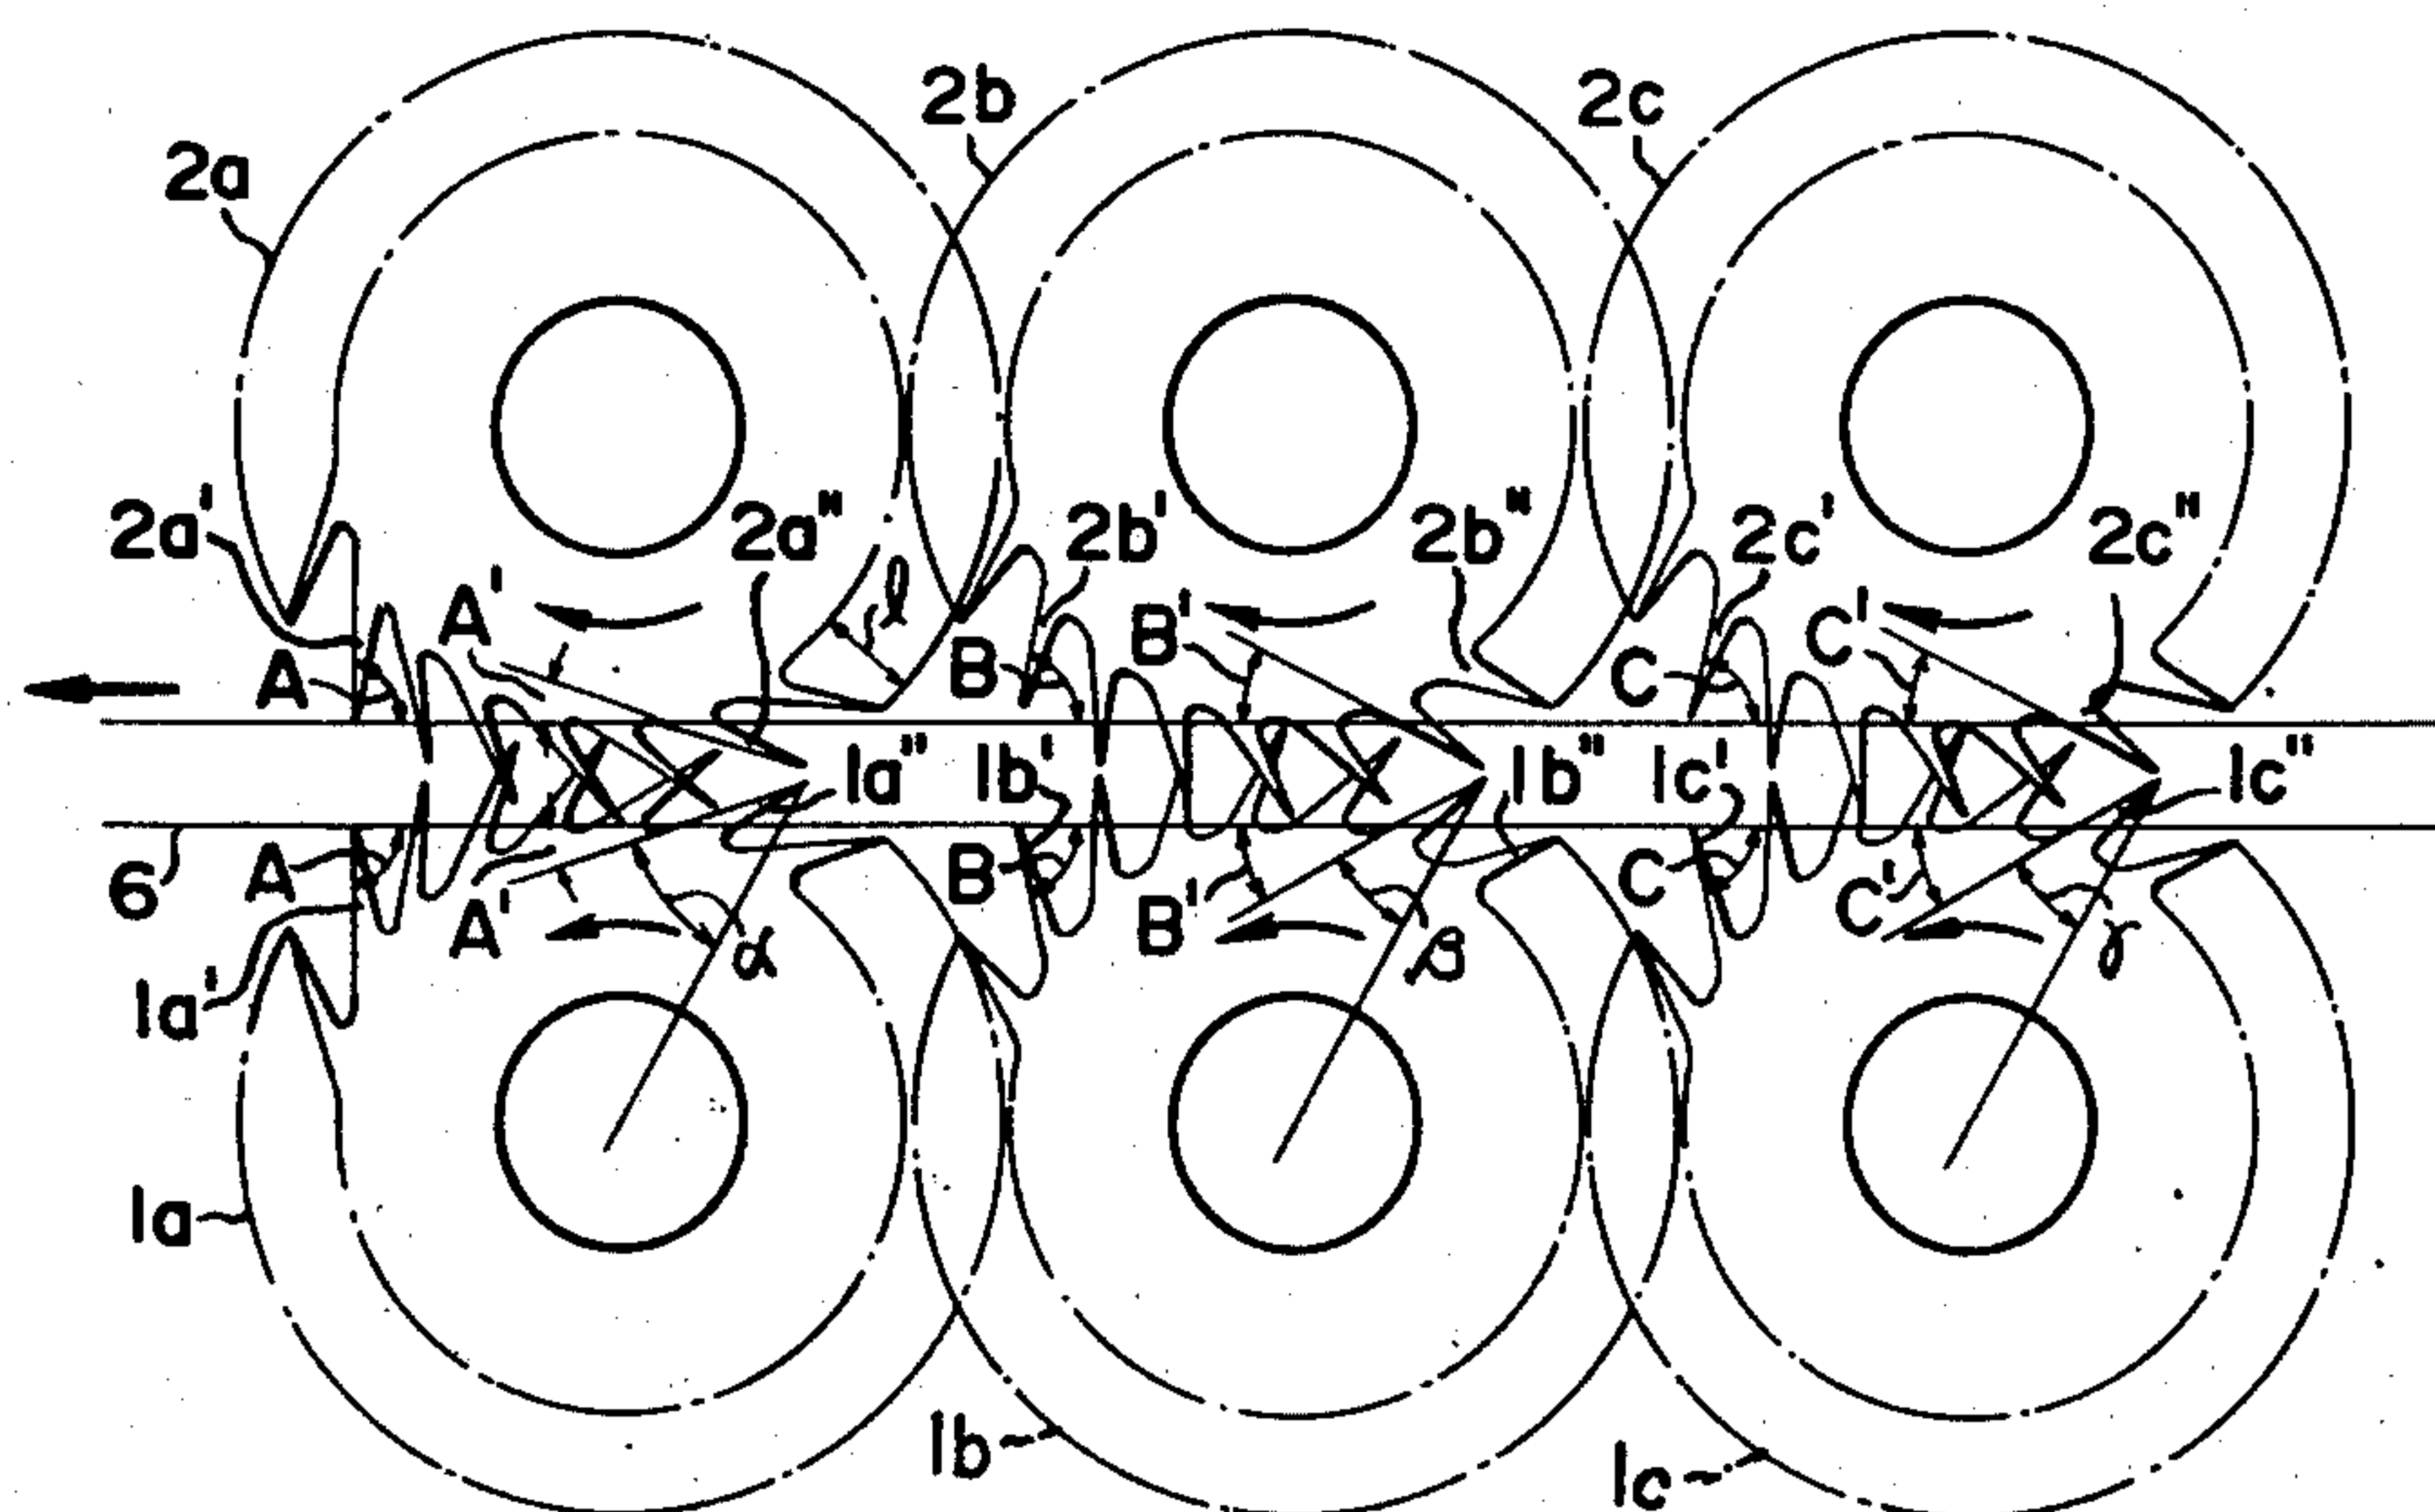 2a 2b 2c
2a' 2a" 2b' 2b" 2c' 2c"
A A' ℓ B B' C C'
1a" 1b' 1b" 1c' 1c"
6 A A' α B B' β C C' γ
1a'
1a
1b 1c